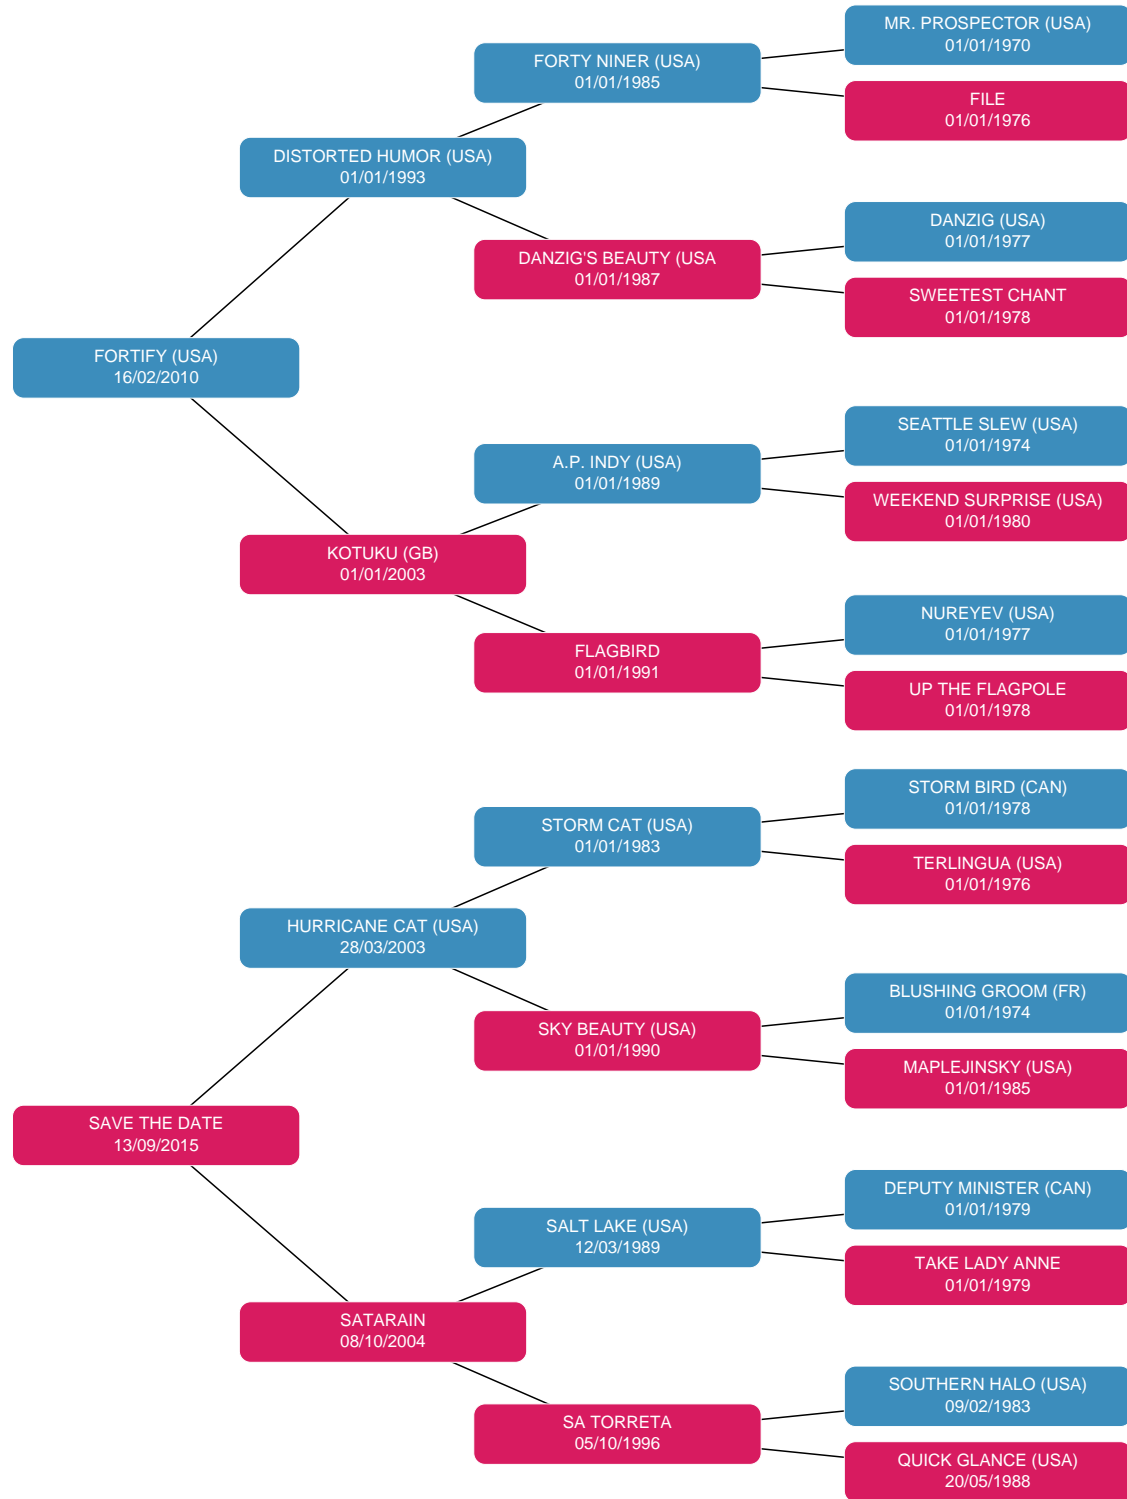 MR. PROSPECTOR (USA)
01/01/1970
FORTY NINER (USA)
01/01/1985
FILE
01/01/1976
DISTORTED HUMOR (USA)
01/01/1993
DANZIG (USA)
01/01/1977
DANZIG'S BEAUTY (USA
01/01/1987
SWEETEST CHANT
01/01/1978
FORTIFY (USA)
16/02/2010
SEATTLE SLEW (USA)
01/01/1974
A.P. INDY (USA)
01/01/1989
WEEKEND SURPRISE (USA)
01/01/1980
KOTUKU (GB)
01/01/2003
NUREYEV (USA)
01/01/1977
FLAGBIRD
01/01/1991
UP THE FLAGPOLE
01/01/1978
STORM BIRD (CAN)
01/01/1978
STORM CAT (USA)
01/01/1983
TERLINGUA (USA)
01/01/1976
HURRICANE CAT (USA)
28/03/2003
BLUSHING GROOM (FR)
01/01/1974
SKY BEAUTY (USA)
01/01/1990
MAPLEJINSKY (USA)
01/01/1985
SAVE THE DATE
13/09/2015
DEPUTY MINISTER (CAN)
01/01/1979
SALT LAKE (USA)
12/03/1989
TAKE LADY ANNE
01/01/1979
SATARAIN
08/10/2004
SOUTHERN HALO (USA)
09/02/1983
SA TORRETA
05/10/1996
QUICK GLANCE (USA)
20/05/1988